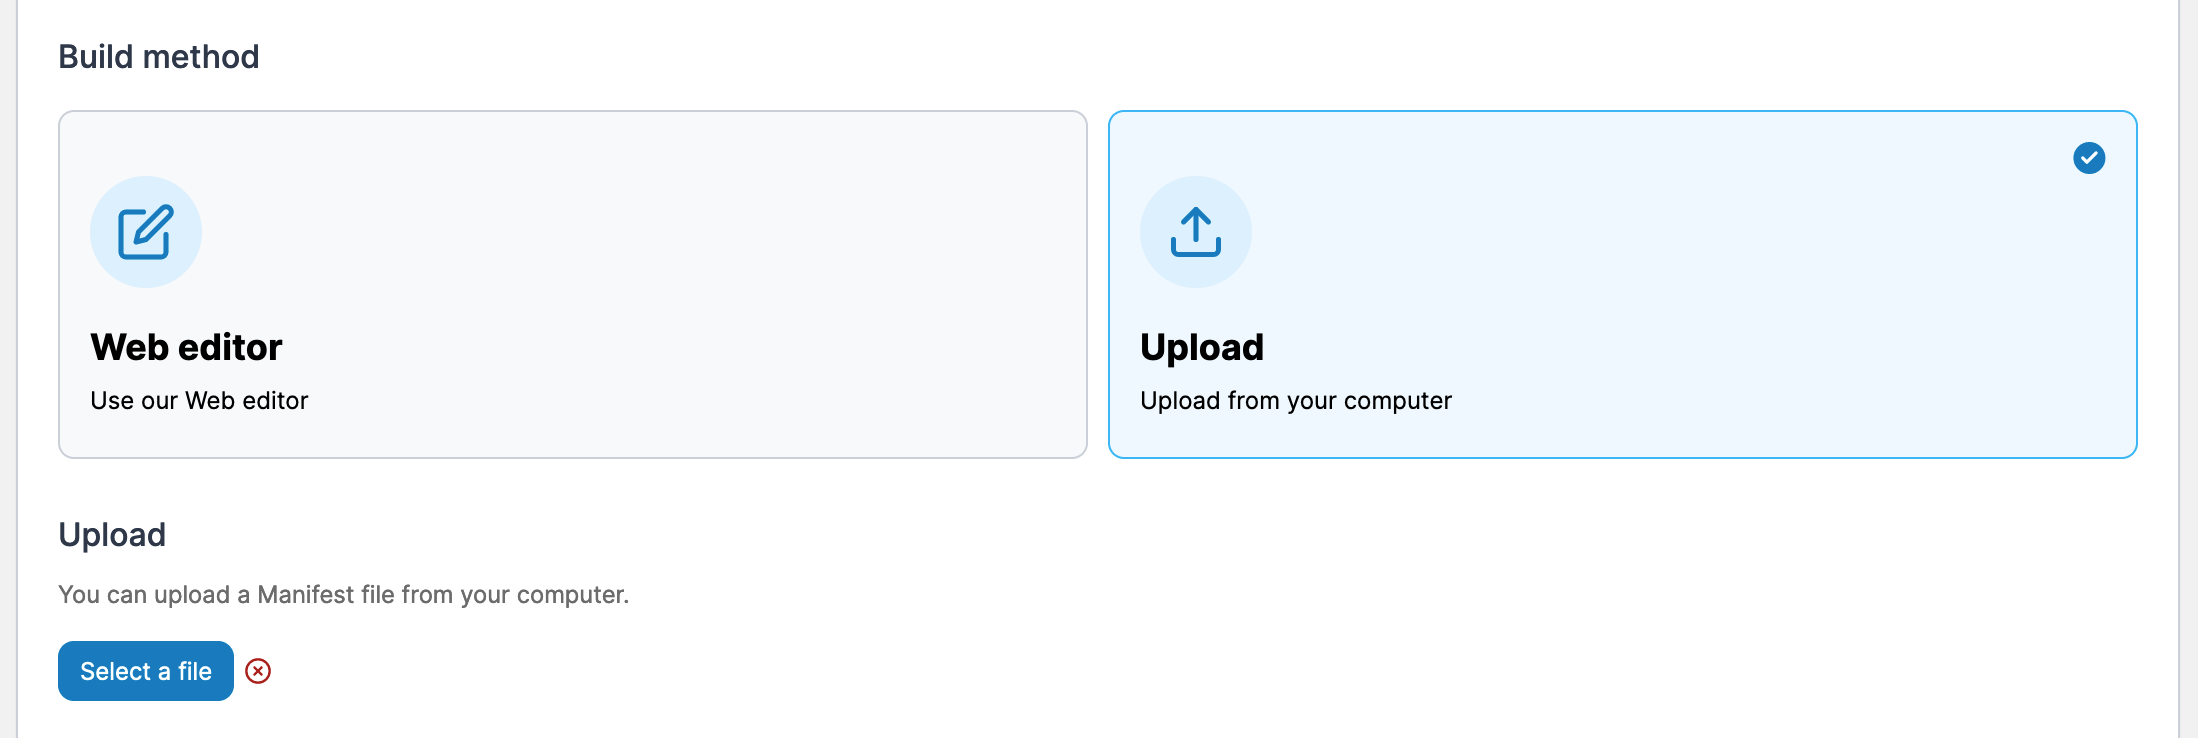 Build method
Web editor
Use our Web editor
Upload
Upload from your computer
Upload
You can upload a Manifest file from your computer.
Select a file